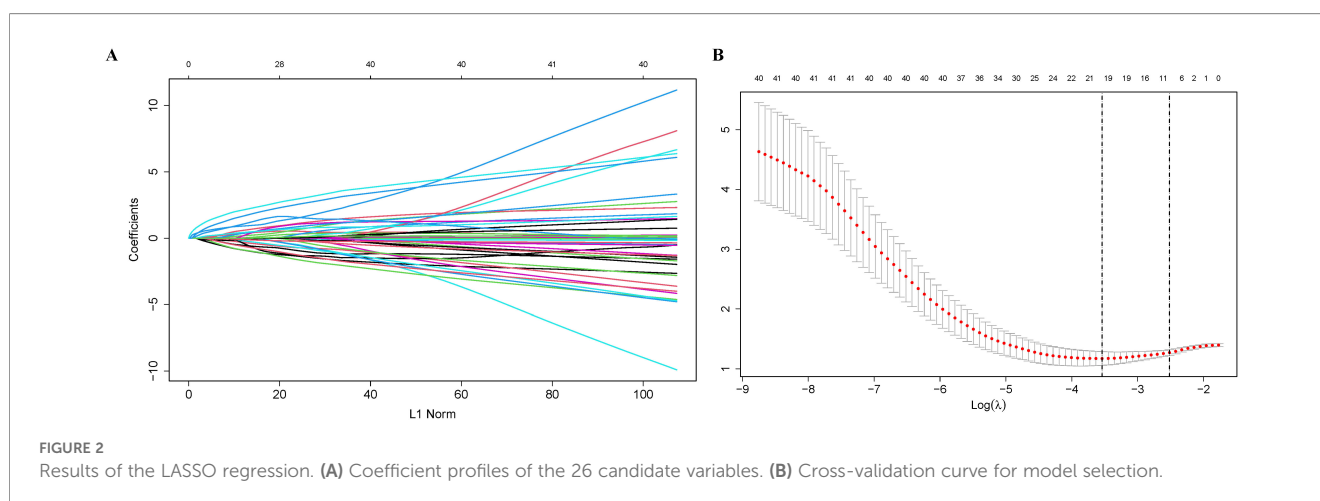 A
0 28 40 40 41 40
10
5
0
−5
−10
Coefficients
0 20 40 60 80 100
L1 Norm
B
40 41 40 41 41 41 40 40 40 40 40 37 36 34 30 25 24 22 21 19 19 16 11 6 2 1 0
5
4
3
2
1
−9 −8 −7 −6 −5 −4 −3 −2
Log(λ)
FIGURE 2
Results of the LASSO regression. (A) Coefficient profiles of the 26 candidate variables. (B) Cross-validation curve for model selection.